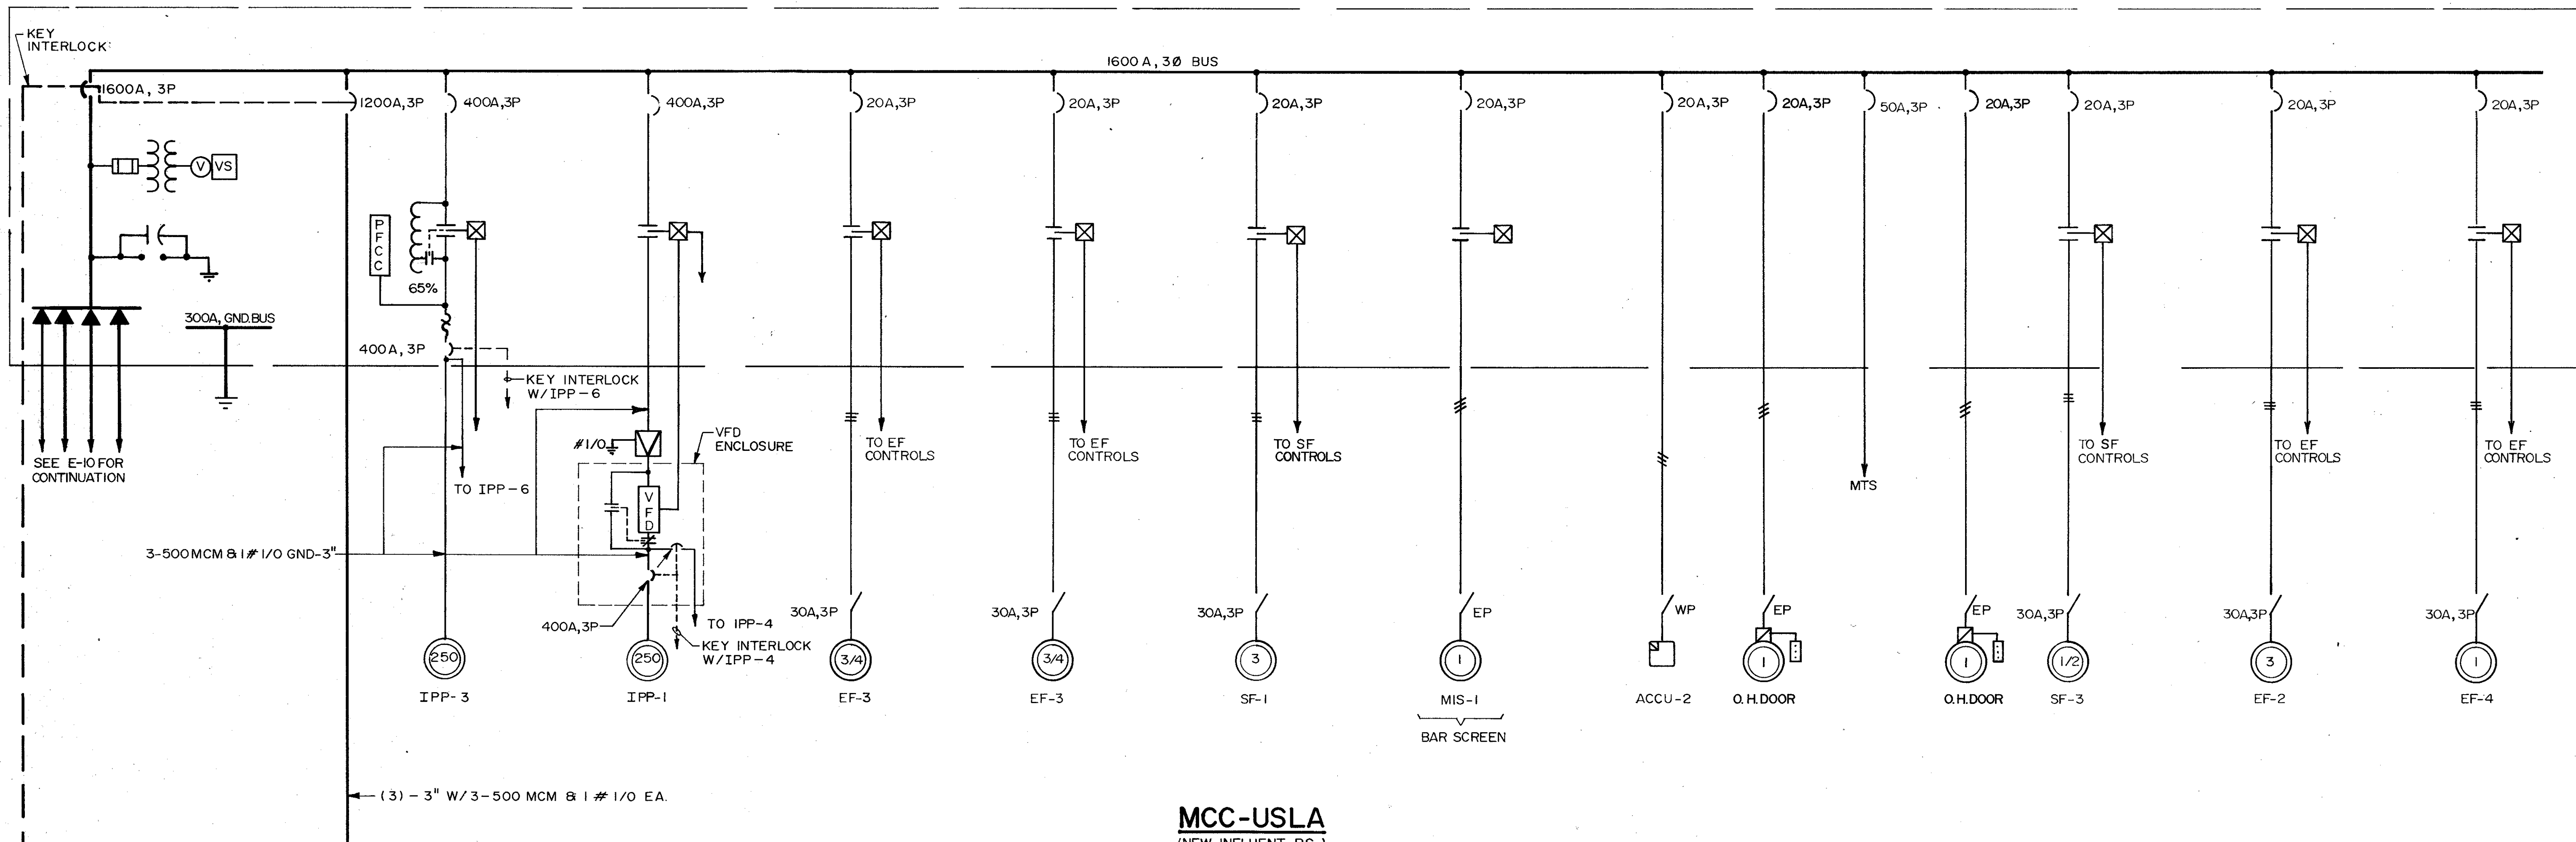 KEY
INTERLOCK
1600A, 3Ø BUS
1600A, 3P
1200A,3P
400A,3P
400A,3P
20A,3P
20A,3P
20A,3P
20A,3P
20A,3P
20A,3P
50A,3P
20A,3P
20A,3P
20A,3P
20A,3P
V
VS
PFCC
65%
300A, GND.BUS
400A, 3P
KEY INTERLOCK
W/IPP-6
#1/0
VFD
ENCLOSURE
SEE E-10 FOR
CONTINUATION
TO IPP-6
VFD
TO EF
CONTROLS
TO EF
CONTROLS
TO SF
CONTROLS
MTS
TO SF
CONTROLS
TO EF
CONTROLS
TO EF
CONTROLS
3-500 MCM & 1#1/0 GND-3"
400A,3P
TO IPP-4
KEY INTERLOCK
W/IPP-4
30A,3P
30A,3P
30A,3P
EP
WP
EP
EP
30A,3P
30A,3P
30A,3P
250
250
3/4
3/4
3
1
1
1
1/2
3
1
IPP-3
IPP-1
EF-3
EF-3
SF-1
MIS-1
ACCU-2
O.H.DOOR
O.H.DOOR
SF-3
EF-2
EF-4
BAR SCREEN
(3)-3" W/3-500 MCM & 1#1/0 EA.
MCC-USLA
(NEW INFLUENT P.S.)